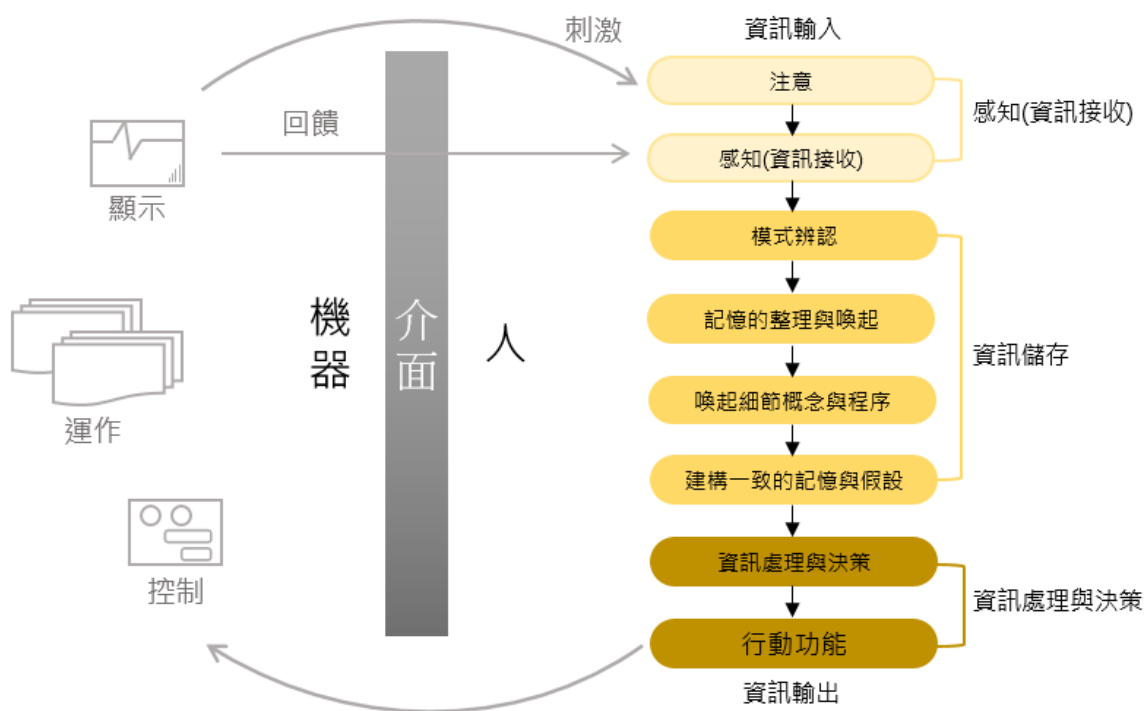 刺激
資訊輸入
注意
感知(資訊接收)
回饋
感知(資訊接收)
顯示
模式辨認
機器
介面
人
記憶的整理與喚起
資訊儲存
運作
喚起細節概念與程序
建構一致的記憶與假設
資訊處理與決策
控制
資訊處理與決策
行動功能
資訊輸出